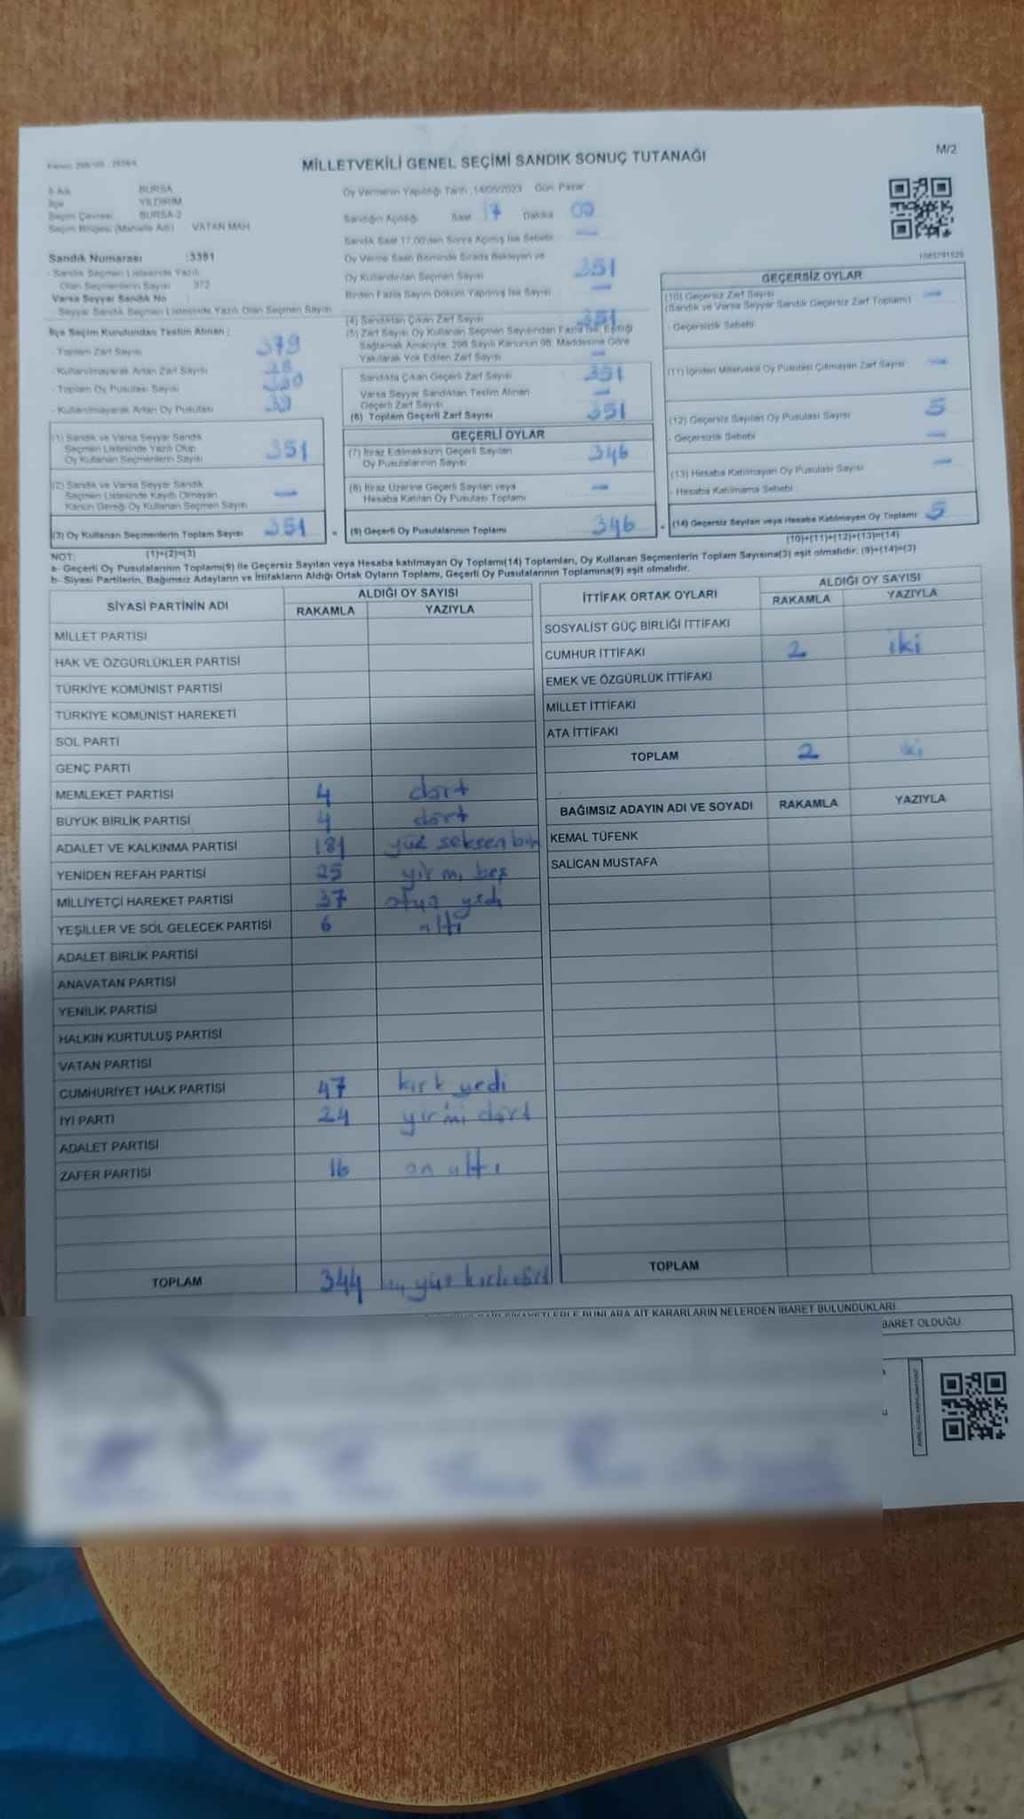 MİLLETVEKİLİ GENEL SEÇİMİ SANDIK SONUÇ TUTANAĞI
M/2
İl Adı BURSA
İlçe YILDIRIM
Seçim Çevresi BURSA-2
Seçim Bölgesi (Mahalle Adı) VATAN MAH
Sandık Numarası :3381
- Sandık Seçmen Listesinde Yazılı
Olan Seçmenlerin Sayısı 372
Varsa Seyyar Sandık No
Seyyar Sandık Seçmen Listesinde Yazılı Olan Seçmen Sayısı
İlçe Seçim Kurulundan Teslim Alınan :
- Toplam Zarf Sayısı 379
- Kullanılmayarak Artan Zarf Sayısı 28
- Toplam Oy Pusulası Sayısı
- Kullanılmayarak Artan Oy Pusulası
(1) Sandık ve Varsa Seyyar Sandık
Seçmen Listesinde Yazılı Olup
Oy Kullanan Seçmenlerin Sayısı 351
(2) Sandık ve Varsa Seyyar Sandık
Seçmen Listesinde Kayıtlı Olmayan
Kanun Gereği Oy Kullanan Seçmen Sayısı —
(3) Oy Kullanan Seçmenlerin Toplam Sayısı 351
(1)+(2)=(3)
Oy Vermenin Yapıldığı Tarih :14/05/2023 Gün Pazar
Sandığın Açıldığı Saat 17 Dakika 00
Sandık Saat 17.00'den Sonra Açılmış İse Sebebi —
Oy Verme Saati Bitiminde Sırada Bekleyen ve
Oy Kullandırılan Seçmen Sayısı 351
Birden Fazla Sayım Döküm Yapılmış İse Sayısı —
(4) Sandıktan Çıkan Zarf Sayısı 351
(5) Zarf Sayısı Oy Kullanan Seçmen Sayısından Fazla İse, Eşitliği
Sağlamak Amacıyla, 298 Sayılı Kanunun 98. Maddesine Göre
Yakılarak Yok Edilen Zarf Sayısı —
Sandıkta Çıkan Geçerli Zarf Sayısı 351
Varsa Seyyar Sandıktan Teslim Alınan
Geçerli Zarf Sayısı —
(6) Toplam Geçerli Zarf Sayısı 351
GEÇERLİ OYLAR
(7) İtiraz Edilmeksizin Geçerli Sayılan
Oy Pusulalarının Sayısı 346
(8) İtiraz Üzerine Geçerli Sayılan veya
Hesaba Katılan Oy Pusulası Toplamı —
(9) Geçerli Oy Pusulalarının Toplamı 346
GEÇERSİZ OYLAR
(10) Geçersiz Zarf Sayısı
(Sandık ve Varsa Seyyar Sandık Geçersiz Zarf Toplamı) —
- Geçersizlik Sebebi
(11) İçinden Milletvekili Oy Pusulası Çıkmayan Zarf Sayısı —
(12) Geçersiz Sayılan Oy Pusulası Sayısı 5
- Geçersizlik Sebebi —
(13) Hesaba Katılmayan Oy Pusulası Sayısı —
- Hesaba Katılmama Sebebi
(14) Geçersiz Sayılan veya Hesaba Katılmayan Oy Toplamı 5
(10)+(11)+(12)+(13)=(14)
NOT:
a- Geçerli Oy Pusulalarının Toplamı(9) ile Geçersiz Sayılan veya Hesaba katılmayan Oy Toplamı(14) Toplamları, Oy Kullanan Seçmenlerin Toplam Sayısına(3) eşit olmalıdır. (9)+(14)=(3)
b- Siyasi Partilerin, Bağımsız Adayların ve İttifakların Aldığı Ortak Oyların Toplamı, Geçerli Oy Pusulalarının Toplamına(9) eşit olmalıdır.
SİYASİ PARTİNİN ADI ALDIĞI OY SAYISI
RAKAMLA YAZIYLA
MİLLET PARTİSİ
HAK VE ÖZGÜRLÜKLER PARTİSİ
TÜRKİYE KOMÜNİST PARTİSİ
TÜRKİYE KOMÜNİST HAREKETİ
SOL PARTİ
GENÇ PARTİ
MEMLEKET PARTİSİ 4 dört
BÜYÜK BİRLİK PARTİSİ 4 dört
ADALET VE KALKINMA PARTİSİ 181 yüz seksen bir
YENİDEN REFAH PARTİSİ 25 yirmi beş
MİLLİYETÇİ HAREKET PARTİSİ 37 otuz yedi
YEŞİLLER VE SOL GELECEK PARTİSİ 6 altı
ADALET BİRLİK PARTİSİ
ANAVATAN PARTİSİ
YENİLİK PARTİSİ
HALKIN KURTULUŞ PARTİSİ
VATAN PARTİSİ
CUMHURİYET HALK PARTİSİ 47 kırk yedi
İYİ PARTİ 24 yirmi dört
ADALET PARTİSİ
ZAFER PARTİSİ 16 on altı
TOPLAM 344
İTTİFAK ORTAK OYLARI ALDIĞI OY SAYISI
RAKAMLA YAZIYLA
SOSYALİST GÜÇ BİRLİĞİ İTTİFAKI
CUMHUR İTTİFAKI 2 iki
EMEK VE ÖZGÜRLÜK İTTİFAKI
MİLLET İTTİFAKI
ATA İTTİFAKI
TOPLAM 2 iki
BAĞIMSIZ ADAYIN ADI VE SOYADI RAKAMLA YAZIYLA
KEMAL TÜFENK
SALİCAN MUSTAFA
TOPLAM
BUNLARA AİT KARARLARIN NELERDEN İBARET BULUNDUKLARI
BARET OLDUĞU